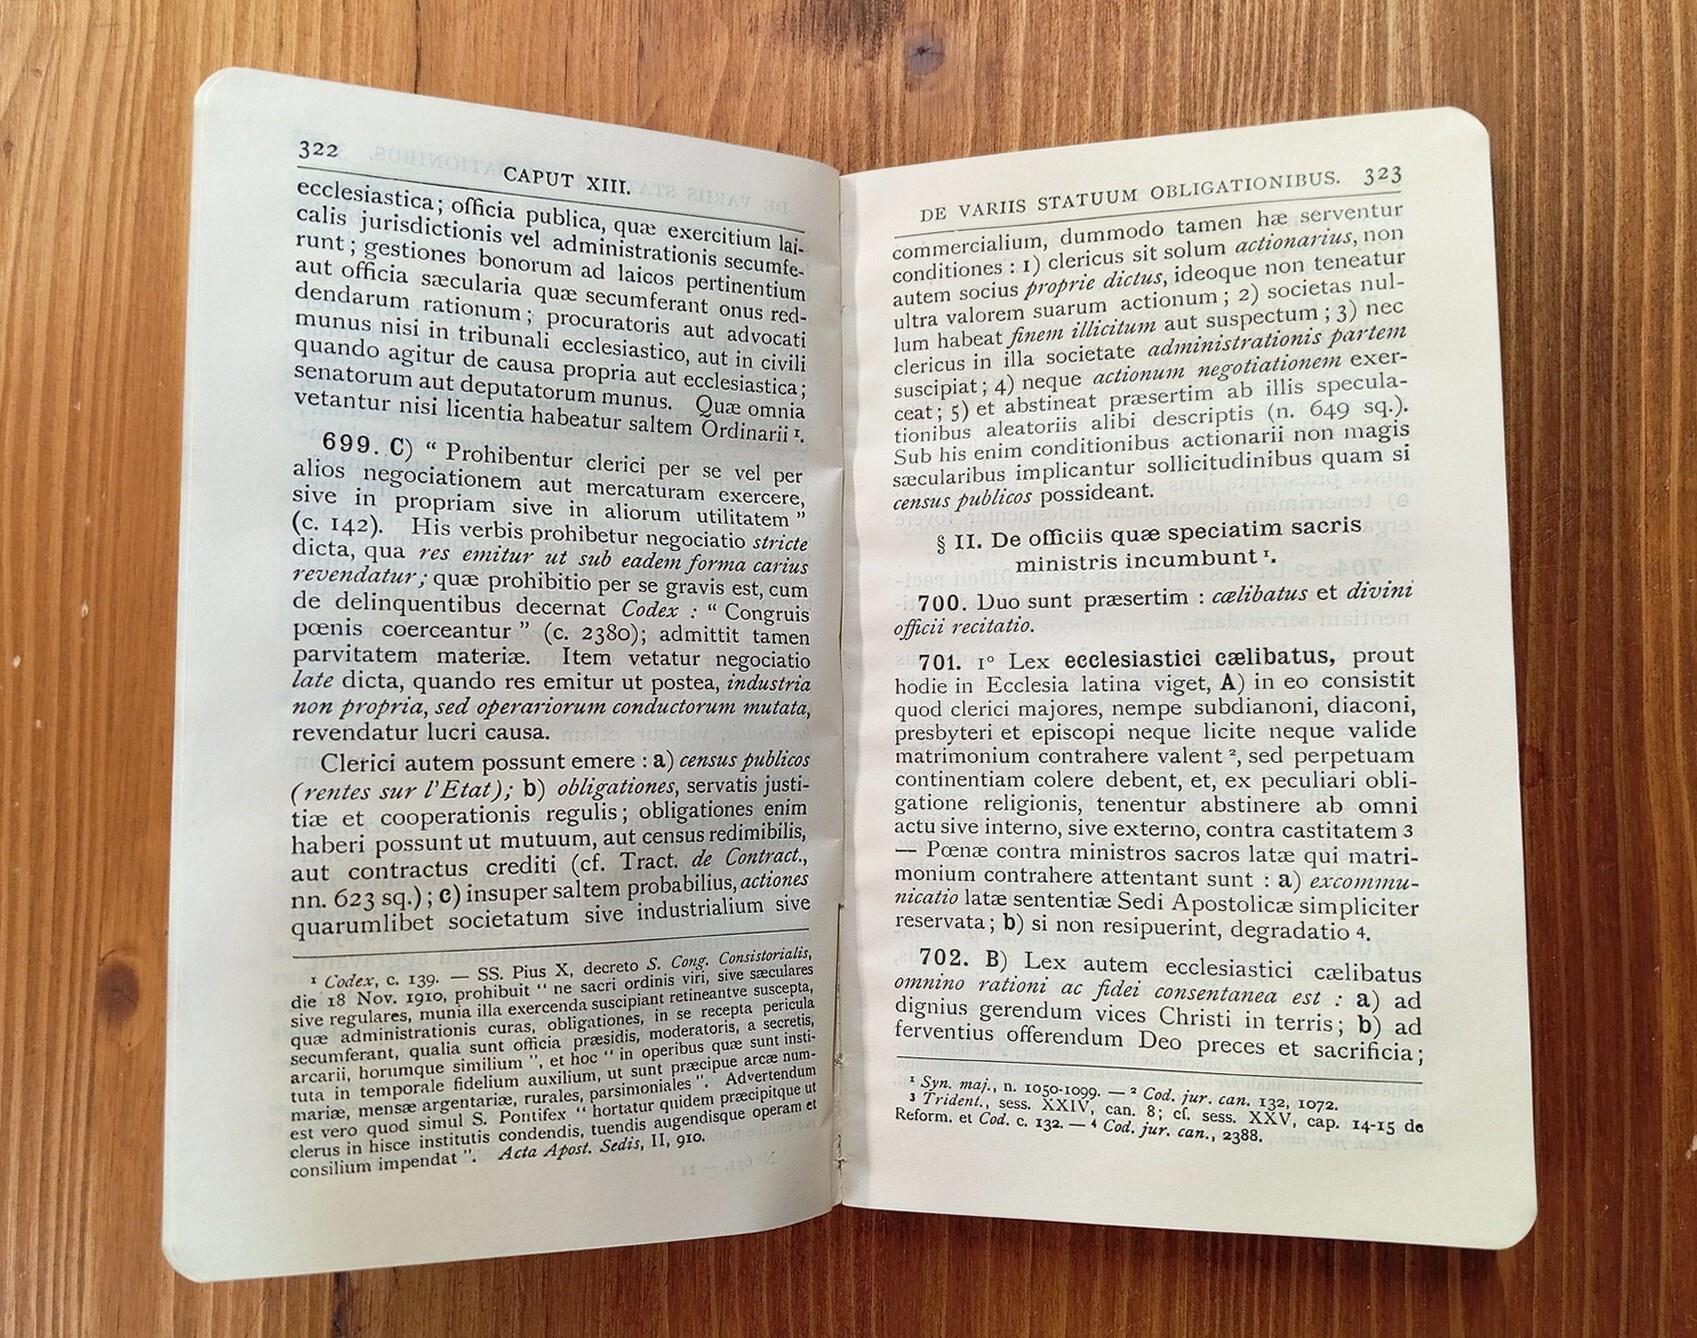 322
CAPUT XIII.
ecclesiastica; officia publica, quæ exercitium lai-
calis jurisdictionis vel administrationis secumfe-
runt; gestiones bonorum ad laicos pertinentium
aut officia sæcularia quæ secumferant onus red-
dendarum rationum; procuratoris aut advocati
munus nisi in tribunali ecclesiastico, aut in civili
quando agitur de causa propria aut ecclesiastica;
senatorum aut deputatorum munus. Quæ omnia
vetantur nisi licentia habeatur saltem Ordinarii ¹.
699. C) “ Prohibentur clerici per se vel per
alios negociationem aut mercaturam exercere,
sive in propriam sive in aliorum utilitatem ”
(c. 142). His verbis prohibetur negociatio stricte
dicta, qua res emitur ut sub eadem forma carius
revendatur; quæ prohibitio per se gravis est, cum
de delinquentibus decernat Codex : “ Congruis
pœnis coerceantur ” (c. 2380); admittit tamen
parvitatem materiæ. Item vetatur negociatio
late dicta, quando res emitur ut postea, industria
non propria, sed operariorum conductorum mutata,
revendatur lucri causa.
Clerici autem possunt emere : a) census publicos
(rentes sur l'Etat); b) obligationes, servatis justi-
tiæ et cooperationis regulis; obligationes enim
haberi possunt ut mutuum, aut census redimibilis,
aut contractus crediti (cf. Tract. de Contract.,
nn. 623 sq.); c) insuper saltem probabilius, actiones
quarumlibet societatum sive industrialium sive
¹ Codex, c. 139. — SS. Pius X, decreto S. Cong. Consistorialis,
die 18 Nov. 1910, prohibuit “ ne sacri ordinis viri, sive sæculares
sive regulares, munia illa exercenda suscipiant retineantve suscepta,
quæ administrationis curas, obligationes, in se recepta pericula
secumferant, qualia sunt officia præsidis, moderatoris, a secretis,
arcarii, horumque similium ”, et hoc “ in operibus quæ sunt insti-
tuta in temporale fidelium auxilium, ut sunt præcipue arcæ num-
mariæ, mensæ argentariæ, rurales, parsimoniales ”. Advertendum
est vero quod simul S. Pontifex “ hortatur quidem præcipitque ut
clerus in hisce institutis condendis, tuendis augendisque operam et
consilium impendat ”. Acta Apost. Sedis, II, 910.
DE VARIIS STATUUM OBLIGATIONIBUS. 323
commercialium, dummodo tamen hæ serventur
conditiones : 1) clericus sit solum actionarius, non
autem socius proprie dictus, ideoque non teneatur
ultra valorem suarum actionum; 2) societas nul-
lum habeat finem illicitum aut suspectum; 3) nec
clericus in illa societate administrationis partem
suscipiat; 4) neque actionum negotiationem exer-
ceat; 5) et abstineat præsertim ab illis specula-
tionibus aleatoriis alibi descriptis (n. 649 sq.).
Sub his enim conditionibus actionarii non magis
sæcularibus implicantur sollicitudinibus quam si
census publicos possideant.
§ II. De officiis quæ speciatim sacris
ministris incumbunt ¹.
700. Duo sunt præsertim : cælibatus et divini
officii recitatio.
701. 1° Lex ecclesiastici cælibatus, prout
hodie in Ecclesia latina viget, A) in eo consistit
quod clerici majores, nempe subdianoni, diaconi,
presbyteri et episcopi neque licite neque valide
matrimonium contrahere valent ², sed perpetuam
continentiam colere debent, et, ex peculiari obli-
gatione religionis, tenentur abstinere ab omni
actu sive interno, sive externo, contra castitatem 3
— Pœnæ contra ministros sacros latæ qui matri-
monium contrahere attentant sunt : a) excommu-
nicatio latæ sententiæ Sedi Apostolicæ simpliciter
reservata; b) si non resipuerint, degradatio 4.
702. B) Lex autem ecclesiastici cælibatus
omnino rationi ac fidei consentanea est : a) ad
dignius gerendum vices Christi in terris; b) ad
ferventius offerendum Deo preces et sacrificia;
¹ Syn. maj., n. 1050-1099. — ² Cod. jur. can. 132, 1072.
³ Trident., sess. XXIV, can. 8; cf. sess. XXV, cap. 14-15 de
Reform. et Cod. c. 132. — ⁴ Cod. jur. can., 2388.